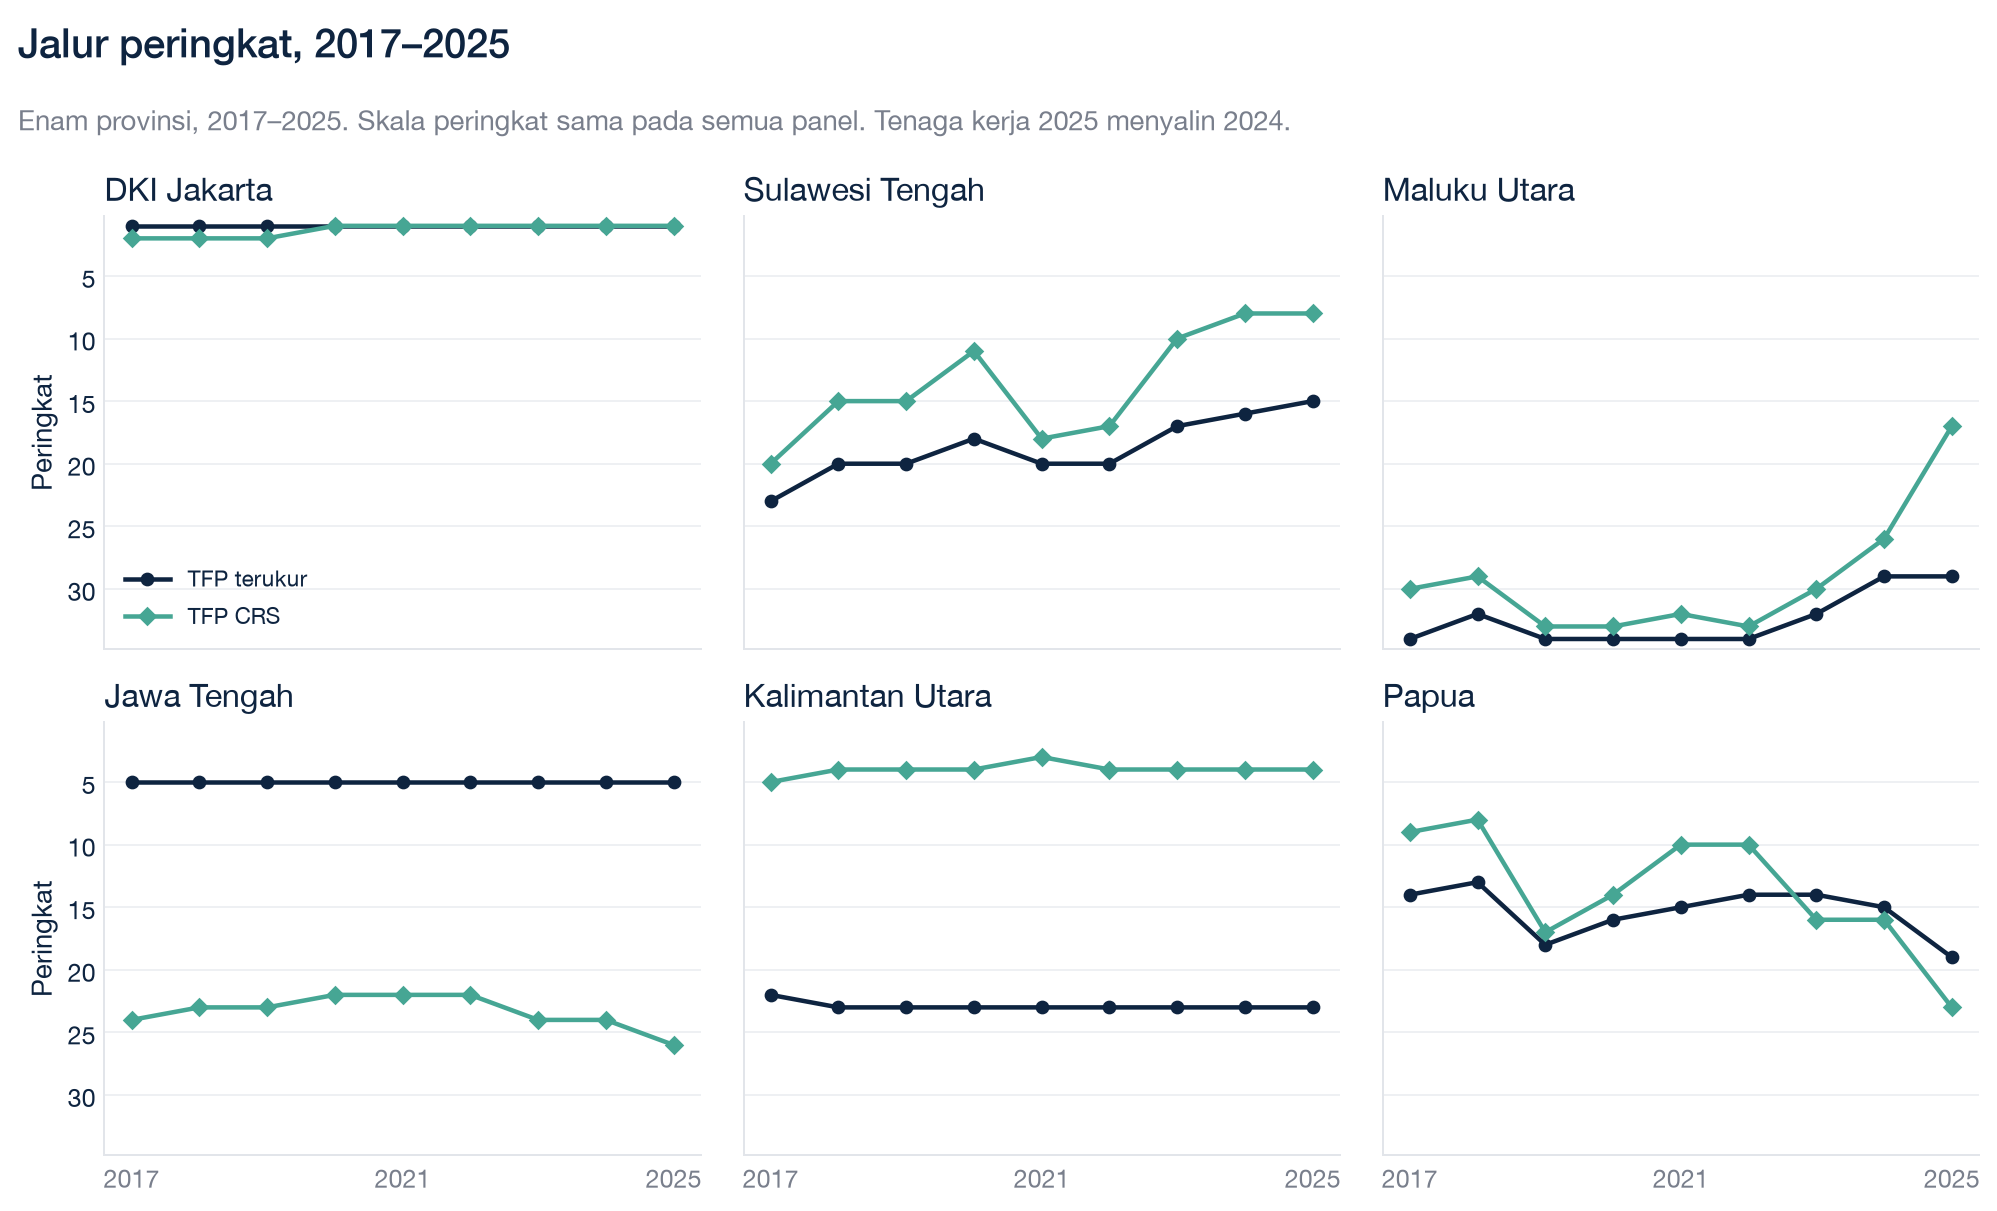 Jalur peringkat, 2017–2025
Enam provinsi, 2017–2025. Skala peringkat sama pada semua panel. Tenaga kerja 2025 menyalin 2024.
DKI Jakarta
Sulawesi Tengah
Maluku Utara
Peringkat
5
10
15
20
25
30
TFP terukur
TFP CRS
Jawa Tengah
Kalimantan Utara
Papua
Peringkat
5
10
15
20
25
30
2017 2021 2025
2017 2021 2025
2017 2021 2025